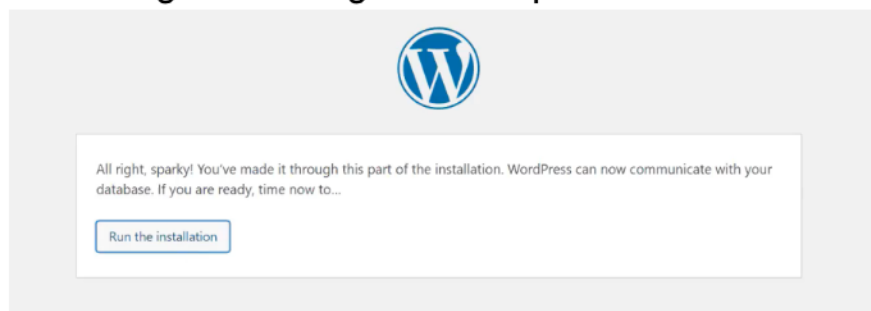 All right, sparky! You've made it through this part of the installation. WordPress can now communicate with your
database. If you are ready, time now to...
Run the installation